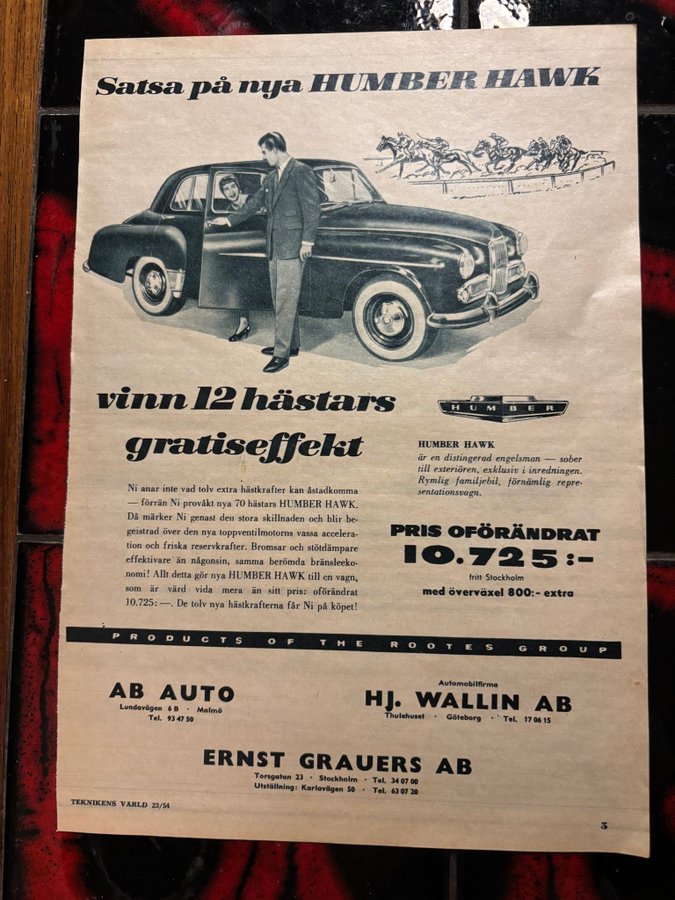 Satsa på nya HUMBER HAWK
vinn 12 hästars
gratiseffekt
Ni anar inte vad tolv extra hästkrafter kan åstadkomma
— förrän Ni provåkt nya 70 hästars HUMBER HAWK.
Då märker Ni genast den stora skillnaden och blir be-
geistrad över den nya toppventilmotorns vassa accelera-
tion och friska reservkrafter. Bromsar och stötdämpare
effektivare än någonsin, samma berömda bränsleeko-
nomi! Allt detta gör nya HUMBER HAWK till en vagn,
som är värd vida mera än sitt pris: oförändrat
10.725: —. De tolv nya hästkrafterna får Ni på köpet!
HUMBER
HUMBER HAWK
är en distingerad engelsman — sober
till exteriören, exklusiv i inredningen.
Rymlig familjebil, förnämlig repre-
sentationsvagn.
PRIS OFÖRÄNDRAT
10.725:-
fritt Stockholm
med överväxel 800:- extra
PRODUCTS OF THE ROOTES GROUP
AB AUTO
Lundavägen 6 B · Malmö
Tel. 93 47 50
Automobilfirma
HJ. WALLIN AB
Thulehuset · Göteborg · Tel. 17 06 15
ERNST GRAUERS AB
Torsgatan 23 · Stockholm · Tel. 34 07 00
Utställning: Karlavägen 50 · Tel. 63 07 20
TEKNIKENS VÄRLD 23/54
5